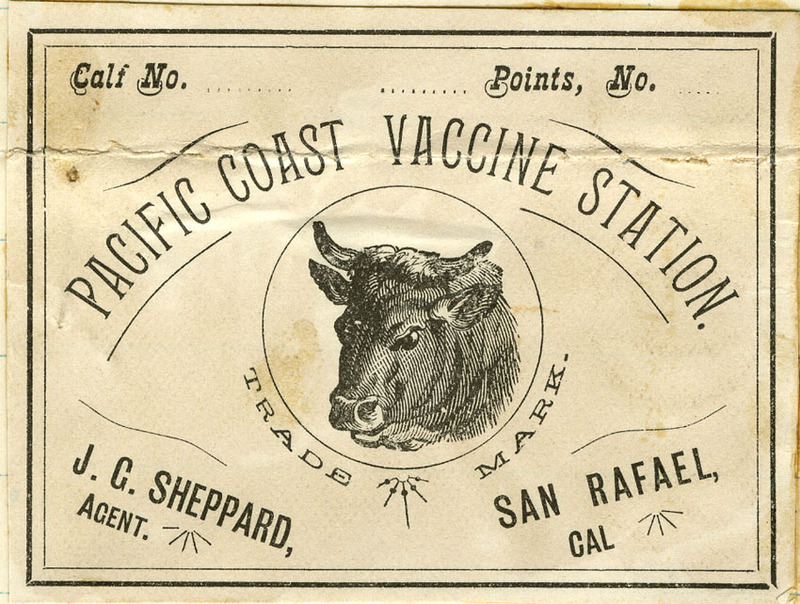 Calf No. .......... .......... Points, No. .....
PACIFIC COAST VACCINE STATION.
TRADE MARK.
J. G. SHEPPARD,
AGENT.
SAN RAFAEL,
CAL